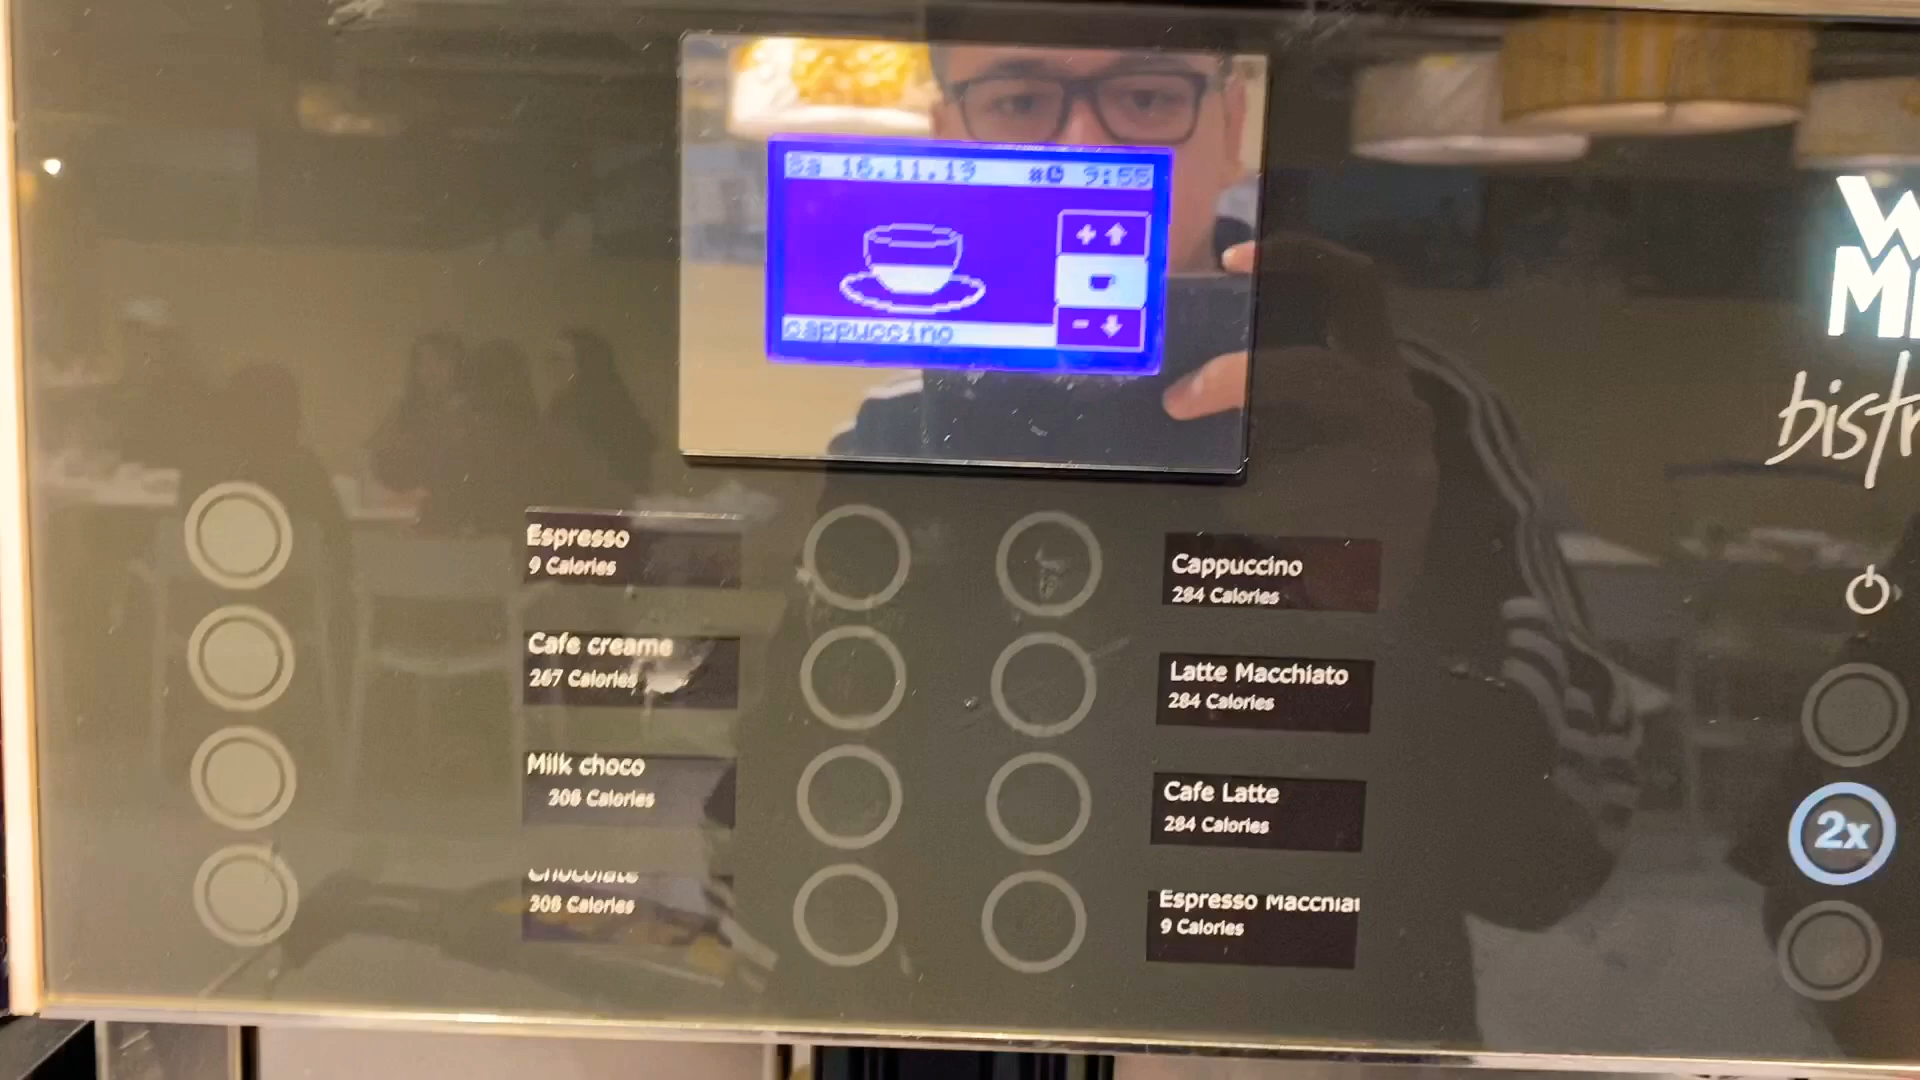 Sa 16.11.19 9:55
cappuccino
W
M
bistr
Espresso
9 Calories
Cafe creame
267 Calories
Milk choco
308 Calories
Chocolate
308 Calories
Cappuccino
284 Calories
Latte Macchiato
284 Calories
Cafe Latte
284 Calories
Espresso Macchiat
9 Calories
2x